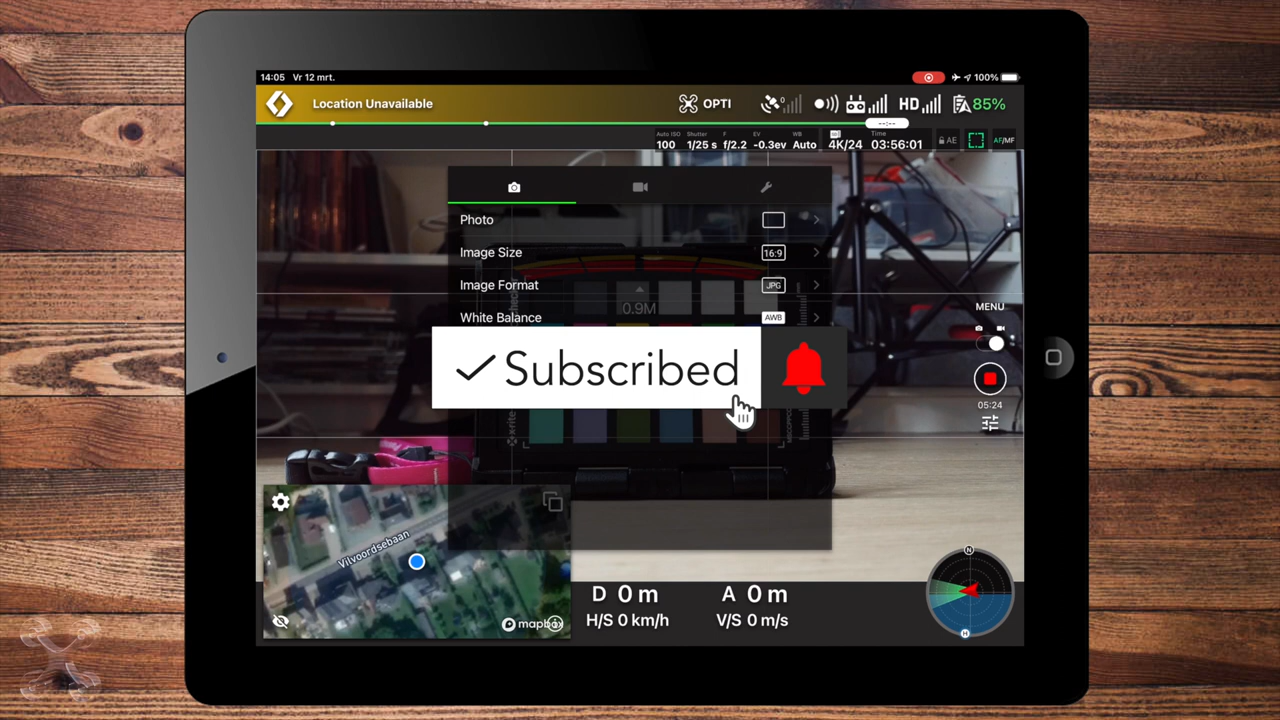 14:05 Vr 12 mrt.
100%
Location Unavailable
OPTI
0
HD
85%
--:--
Auto ISO Shutter F EV WB Time
100 1/25 s f/2.2 -0.3ev Auto 4K/24 03:56:01
AE
AF/MF
Photo
Image Size 16:9
Image Format JPG
0.9M
White Balance AWB
MENU
Subscribed
05:24
x-rite
Vilvoordsebaan
mapbox
D 0 m
A 0 m
H/S 0 km/h
V/S 0 m/s
N
H